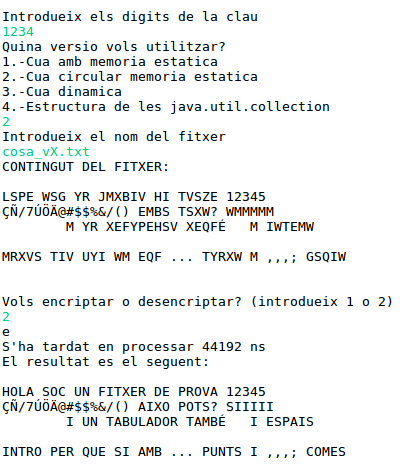 Introdueix els digits de la clau
1234
Quina versio vols utilitzar?
1.-Cua amb memoria estatica
2.-Cua circular memoria estatica
3.-Cua dinamica
4.-Estructura de les java.util.collection
2
Introdueix el nom del fitxer
cosa_vX.txt
CONTINGUT DEL FITXER:
LSPE WSG YR JMXBIV HI TVSZE 12345
ÇÑ/7ÚÖÄ@#$$%&/() EMBS TSXW? WMMMMM
M YR XEFYPEHSV XEQFÉ   M IWTEMW
MRXVS TIV UYI WM EQF ... TYRXW M ,,,; GSQIW
Vols encriptar o desencriptar? (introdueix 1 o 2)
2
e
S'ha tardat en processar 44192 ns
El resultat es el seguent:
HOLA SOC UN FITXER DE PROVA 12345
ÇÑ/7ÚÖÄ@#$$%&/() AIXO POTS? SIIIII
I UN TABULADOR TAMBÉ   I ESPAIS
INTRO PER QUE SI AMB ... PUNTS I ,,,; COMES